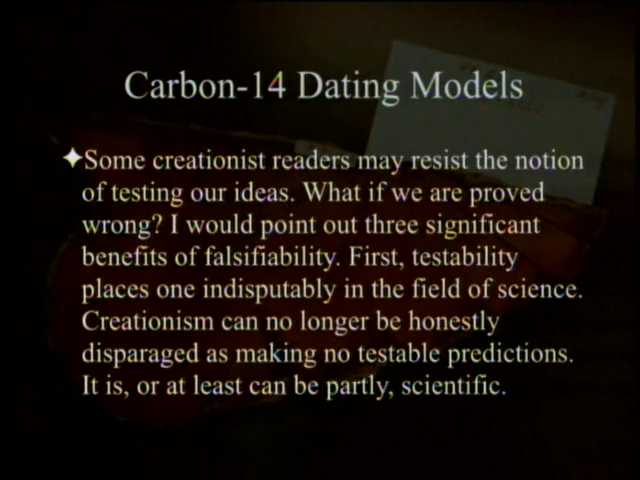 Carbon-14 Dating Models
Some creationist readers may resist the notion
of testing our ideas. What if we are proved
wrong? I would point out three significant
benefits of falsifiability. First, testability
places one indisputably in the field of science.
Creationism can no longer be honestly
disparaged as making no testable predictions.
It is, or at least can be partly, scientific.